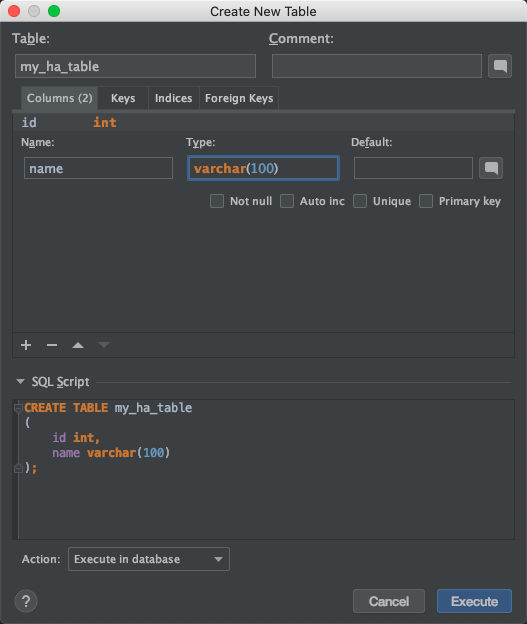 Create New Table
Table: Comment:
my_ha_table
Columns (2) Keys Indices Foreign Keys
id int
Name: Type: Default:
name varchar(100)
Not null Auto inc Unique Primary key
SQL Script
CREATE TABLE my_ha_table
(
id int,
name varchar(100)
);
Action: Execute in database
? Cancel Execute